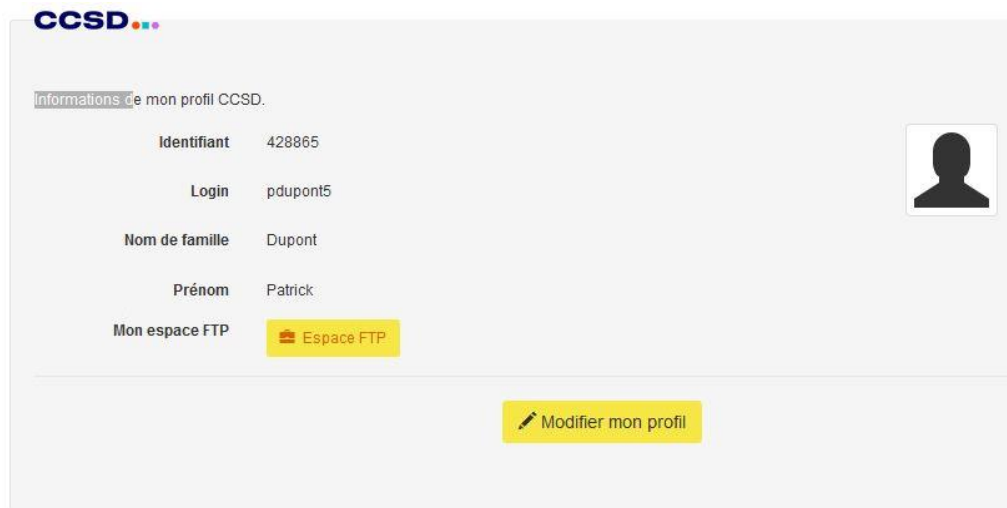 CCSD
Informations de mon profil CCSD.
Identifiant 428865
Login pdupont5
Nom de famille Dupont
Prénom Patrick
Mon espace FTP Espace FTP
Modifier mon profil